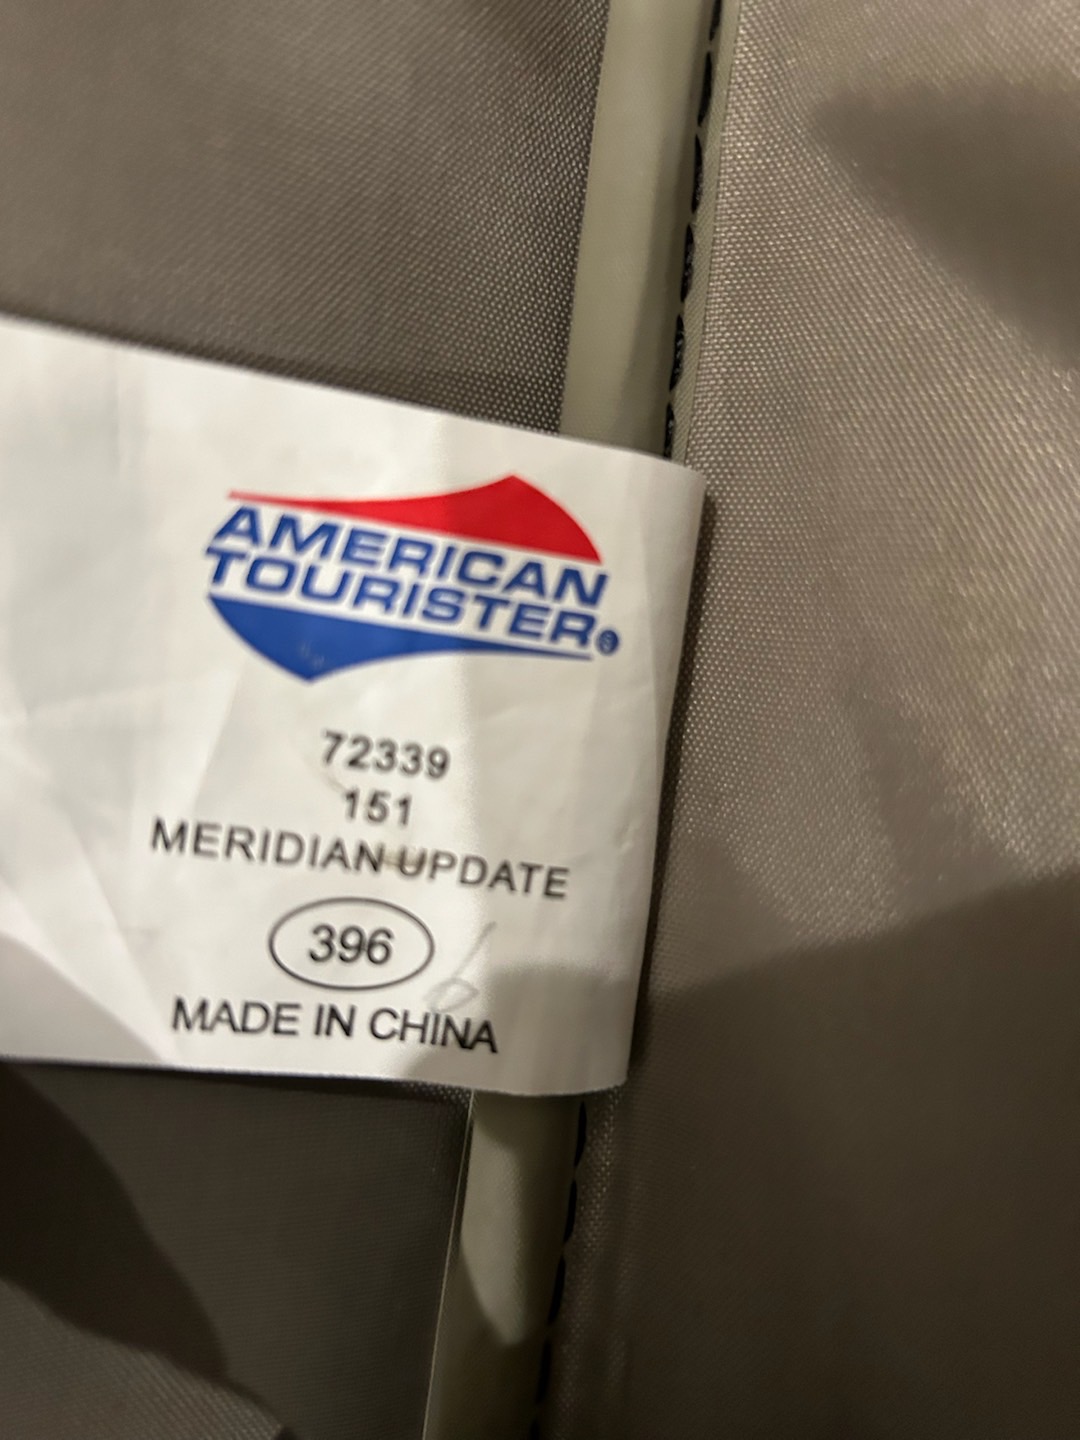 AMERICAN
TOURISTER®
72339
151
MERIDIAN UPDATE
396
MADE IN CHINA